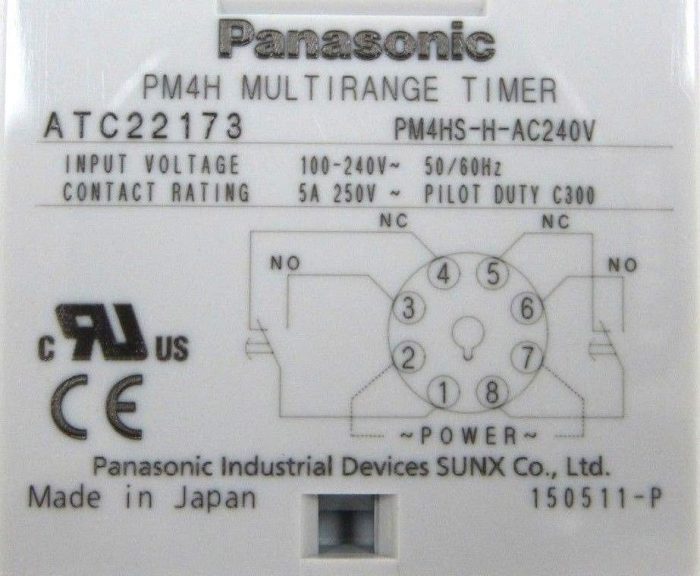 Panasonic
PM4H MULTIRANGE TIMER
ATC22173 PM4HS-H-AC240V
INPUT VOLTAGE 100-240V~ 50/60Hz
CONTACT RATING 5A 250V ~ PILOT DUTY C300
NC NC
NO 4 5 NO
3 6
2 7
1 8
~POWER~
C RU US
CE
Panasonic Industrial Devices SUNX Co., Ltd.
Made in Japan 150511-P